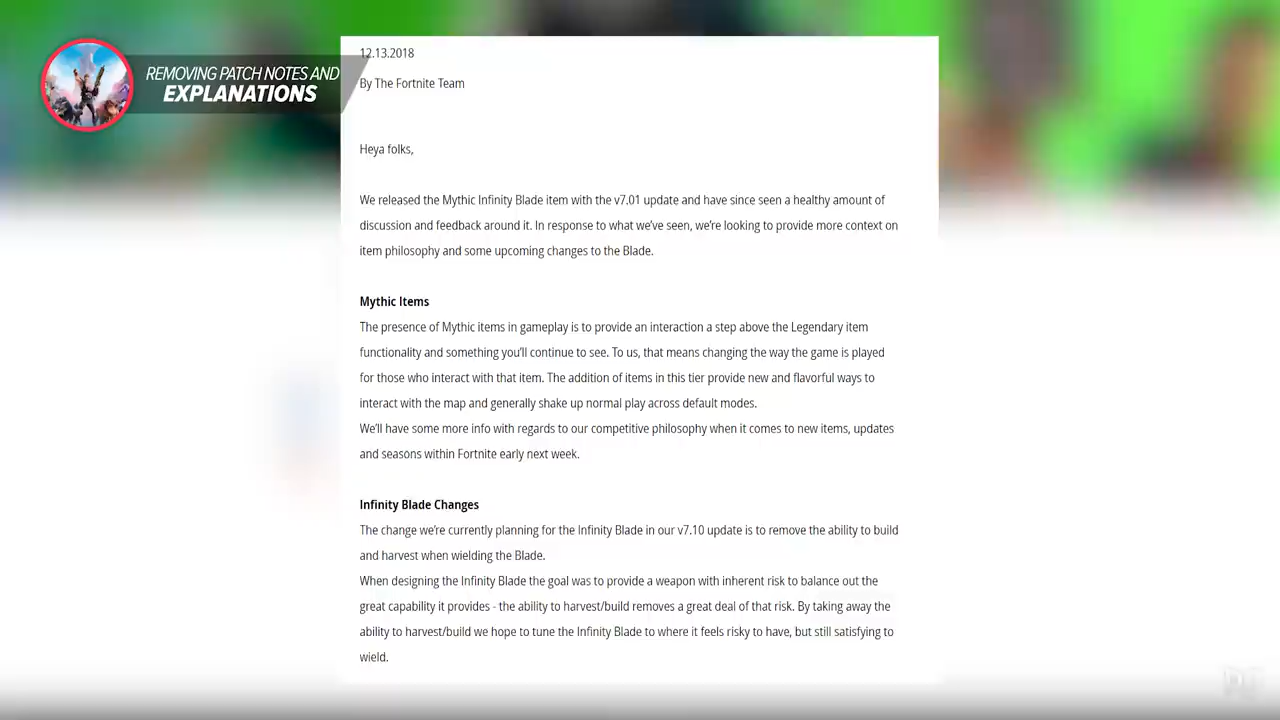 REMOVING PATCH NOTES AND
EXPLANATIONS
12.13.2018
By The Fortnite Team
Heya folks,
We released the Mythic Infinity Blade item with the v7.01 update and have since seen a healthy amount of
discussion and feedback around it. In response to what we've seen, we're looking to provide more context on
item philosophy and some upcoming changes to the Blade.
Mythic Items
The presence of Mythic items in gameplay is to provide an interaction a step above the Legendary item
functionality and something you'll continue to see. To us, that means changing the way the game is played
for those who interact with that item. The addition of items in this tier provide new and flavorful ways to
interact with the map and generally shake up normal play across default modes.
We'll have some more info with regards to our competitive philosophy when it comes to new items, updates
and seasons within Fortnite early next week.
Infinity Blade Changes
The change we're currently planning for the Infinity Blade in our v7.10 update is to remove the ability to build
and harvest when wielding the Blade.
When designing the Infinity Blade the goal was to provide a weapon with inherent risk to balance out the
great capability it provides - the ability to harvest/build removes a great deal of that risk. By taking away the
ability to harvest/build we hope to tune the Infinity Blade to where it feels risky to have, but still satisfying to
wield.